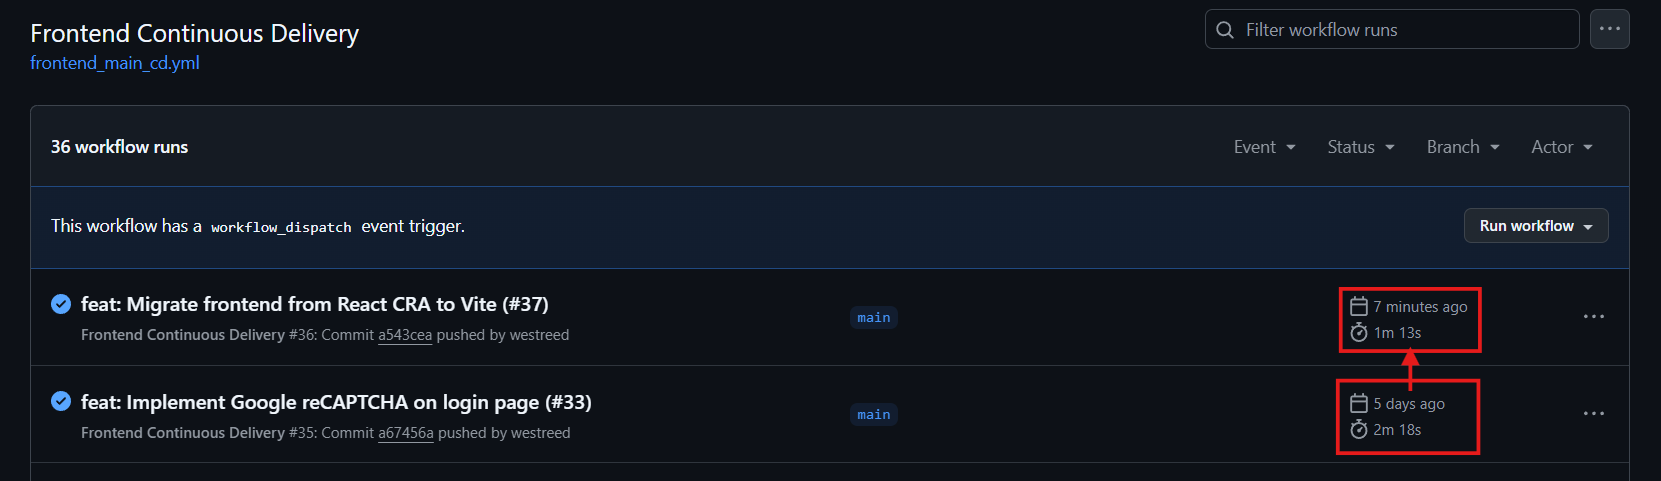 Frontend Continuous Delivery
frontend_main_cd.yml
Filter workflow runs
36 workflow runs
Event
Status
Branch
Actor
This workflow has a workflow_dispatch event trigger.
Run workflow
feat: Migrate frontend from React CRA to Vite (#37)
Frontend Continuous Delivery #36: Commit a543cea pushed by westreed
main
7 minutes ago
1m 13s
feat: Implement Google reCAPTCHA on login page (#33)
Frontend Continuous Delivery #35: Commit a67456a pushed by westreed
main
5 days ago
2m 18s